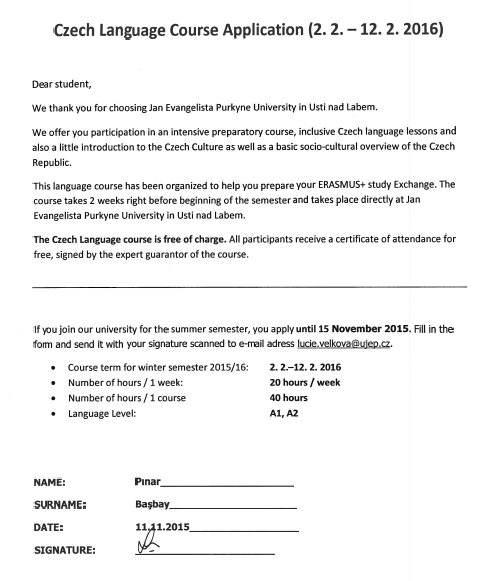 Czech Language Course Application (2. 2. – 12. 2. 2016)
Dear student,
We thank you for choosing Jan Evangelista Purkyne University in Usti nad Labem.
We offer you participation in an intensive preparatory course, inclusive Czech language lessons and
also a little introduction to the Czech Culture as well as a basic socio-cultural overview of the Czech
Republic.
This language course has been organized to help you prepare your ERASMUS+ study Exchange. The
course takes 2 weeks right before beginning of the semester and takes place directly at Jan
Evangelista Purkyne University in Usti nad Labem.
The Czech Language course is free of charge. All participants receive a certificate of attendance for
free, signed by the expert guarantor of the course.
If you join our university for the summer semester, you apply until 15 November 2015. Fill in the
form and send it with your signature scanned to e-mail adress lucie.velkova@ujep.cz.
• Course term for winter semester 2015/16: 2. 2.–12. 2. 2016
• Number of hours / 1 week: 20 hours / week
• Number of hours / 1 course 40 hours
• Language Level: A1, A2
NAME: Pınar
SURNAME: Başbay
DATE: 11.11.2015
SIGNATURE: